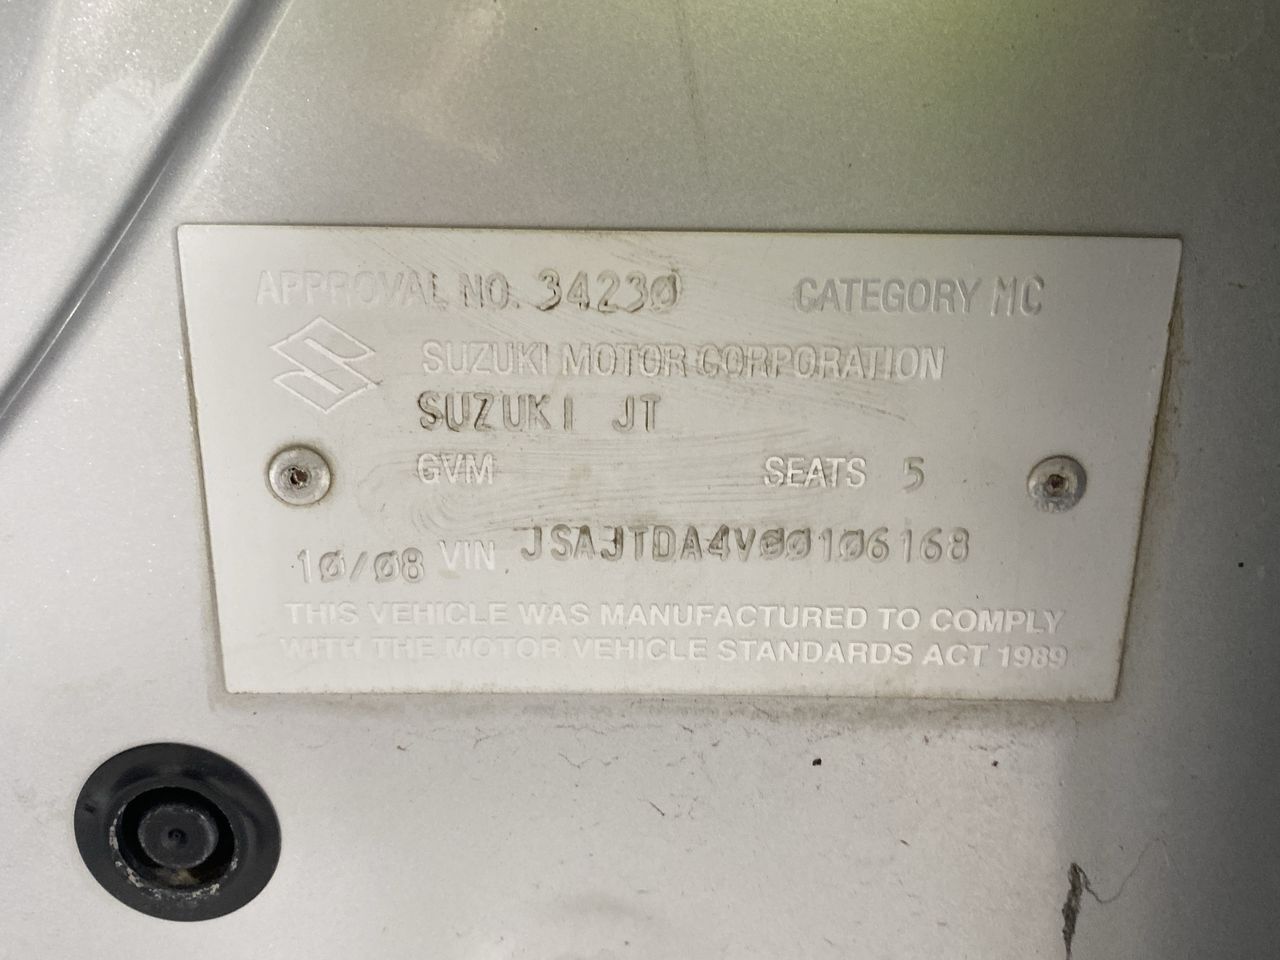 APPROVAL NO. 34230 CATEGORY MC
SUZUKI MOTOR CORPORATION
SUZUKI JT
GVM SEATS 5
10/08 VIN JSAJTDA4V00106168
THIS VEHICLE WAS MANUFACTURED TO COMPLY
WITH THE MOTOR VEHICLE STANDARDS ACT 1989